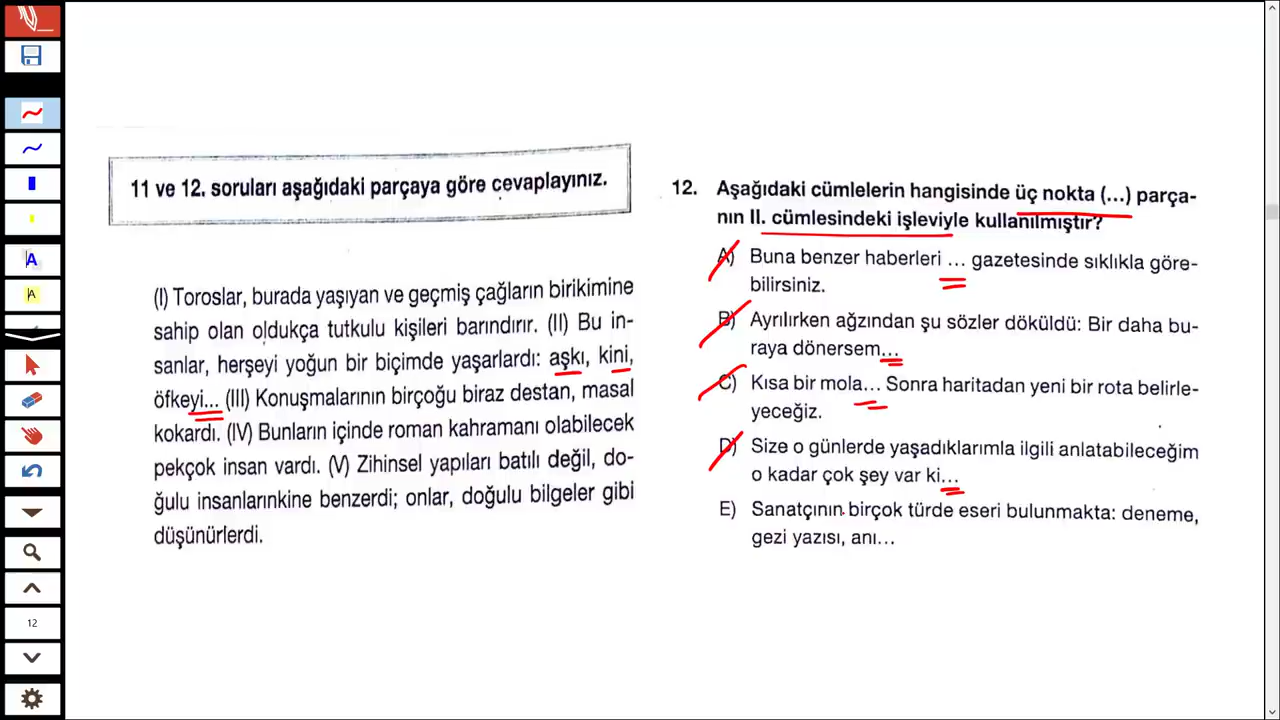 11 ve 12. soruları aşağıdaki parçaya göre cevaplayınız.
(I) Toroslar, burada yaşıyan ve geçmiş çağların birikimine
sahip olan oldukça tutkulu kişileri barındırır. (II) Bu in-
sanlar, herşeyi yoğun bir biçimde yaşarlardı: aşkı, kini,
öfkeyi... (III) Konuşmalarının birçoğu biraz destan, masal
kokardı. (IV) Bunların içinde roman kahramanı olabilecek
pekçok insan vardı. (V) Zihinsel yapıları batılı değil, do-
ğulu insanlarınkine benzerdi; onlar, doğulu bilgeler gibi
düşünürlerdi.
12. Aşağıdaki cümlelerin hangisinde üç nokta (...) parça-
nın II. cümlesindeki işleviyle kullanılmıştır?
A) Buna benzer haberleri ... gazetesinde sıklıkla göre-
bilirsiniz.
B) Ayrılırken ağzından şu sözler döküldü: Bir daha bu-
raya dönersem...
C) Kısa bir mola... Sonra haritadan yeni bir rota belirle-
yeceğiz.
D) Size o günlerde yaşadıklarımla ilgili anlatabileceğim
o kadar çok şey var ki...
E) Sanatçının birçok türde eseri bulunmakta: deneme,
gezi yazısı, anı...
A
A
12